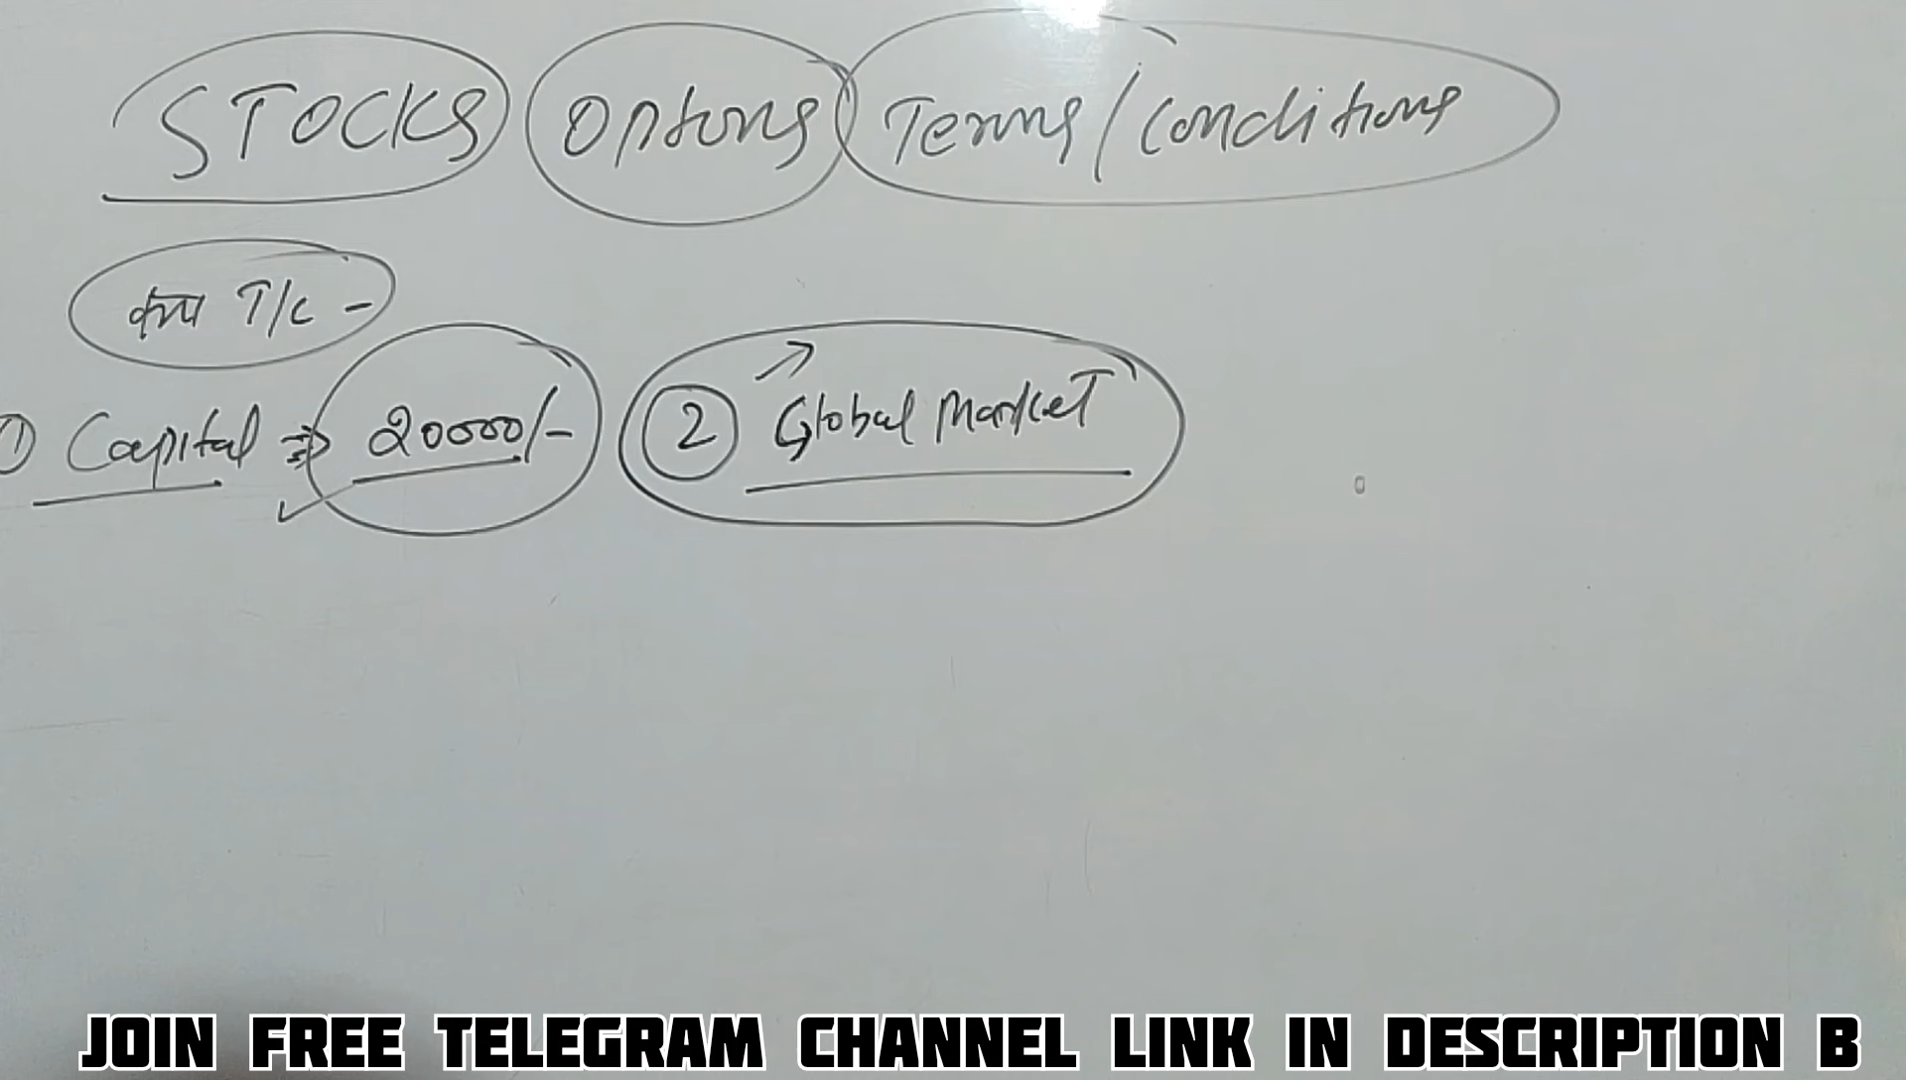 STOCKS Options Terms/Conditions
क्या T/C -
① Capital ⇒ 20000/- ② → Global Market
JOIN FREE TELEGRAM CHANNEL LINK IN DESCRIPTION B